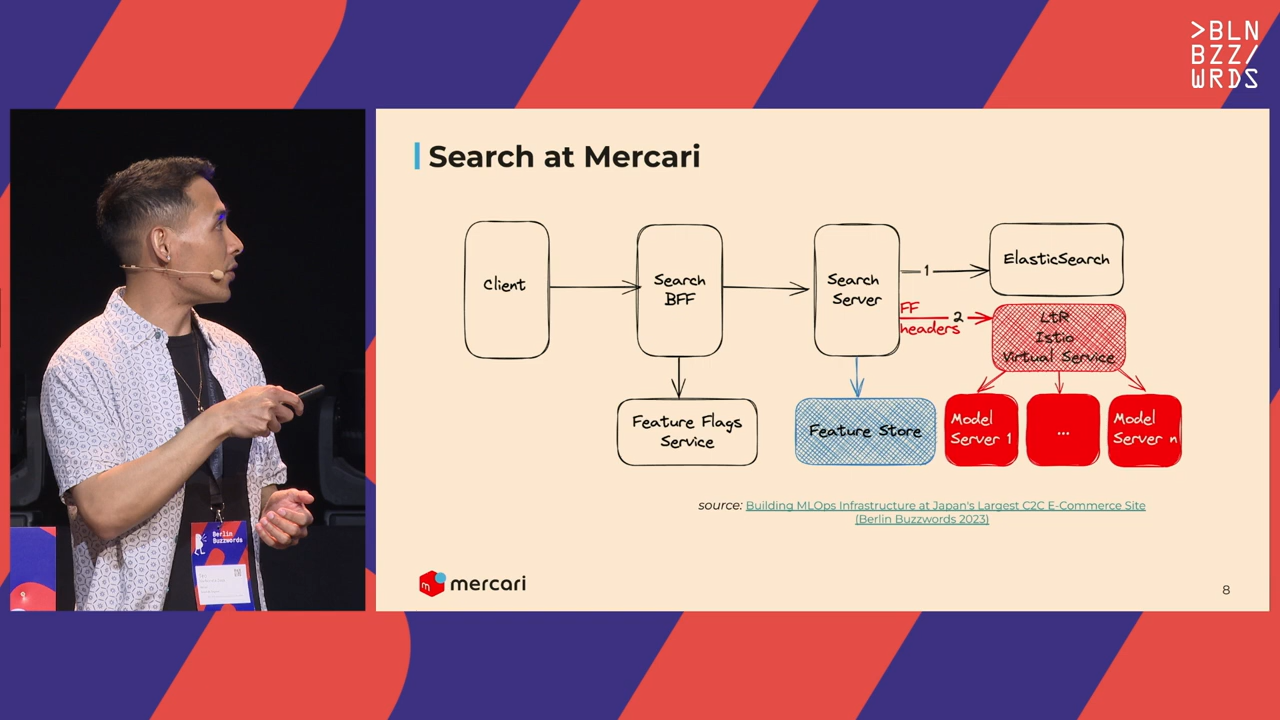 >BLN
BZZ/
WRDS
Search at Mercari
Client
Search
BFF
Search
Server
1
ElasticSearch
FF
headers
2
LtR
Istio
Virtual Service
Feature Flags
Service
Feature Store
Model
Server 1
...
Model
Server n
source: Building MLOps Infrastructure at Japan's Largest C2C E-Commerce Site
(Berlin Buzzwords 2023)
mercari
8
Berlin
Buzzwords